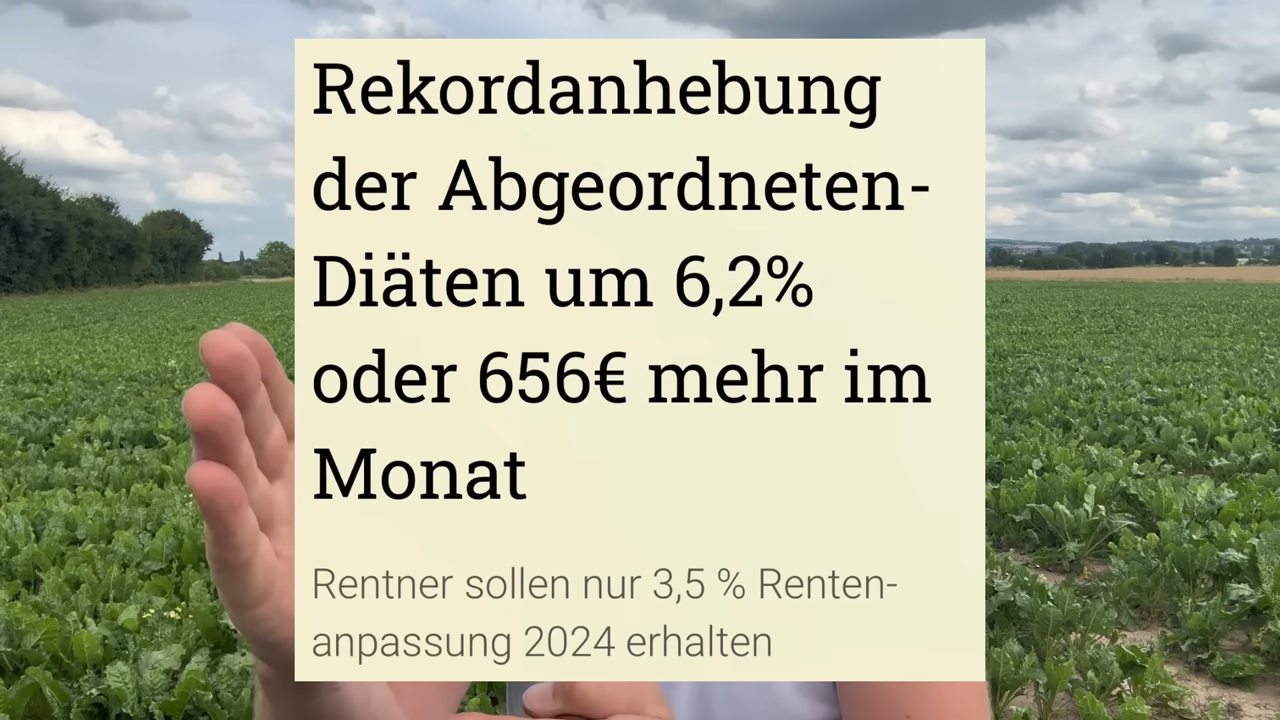 Rekordanhebung
der Abgeordneten-
Diäten um 6,2%
oder 656€ mehr im
Monat
Rentner sollen nur 3,5 % Renten-
anpassung 2024 erhalten